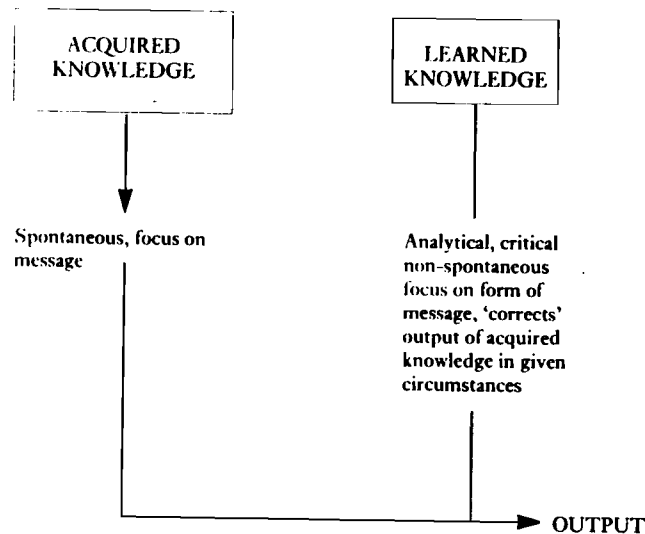 ACQUIRED
KNOWLEDGE
LEARNED
KNOWLEDGE
Spontaneous, focus on
message
Analytical, critical
non-spontaneous
focus on form of
message, ‘corrects’
output of acquired
knowledge in given
circumstances
OUTPUT